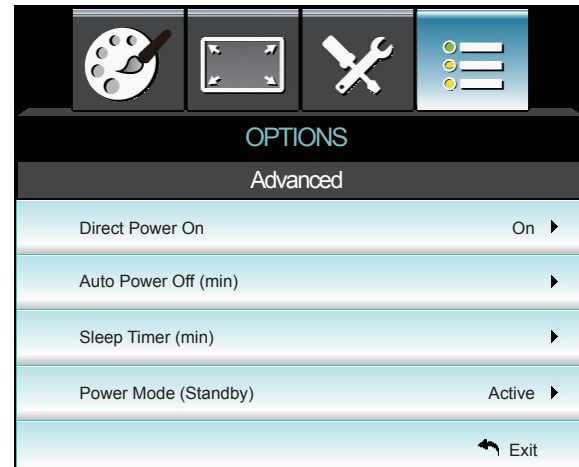 OPTIONS
Advanced
Direct Power On On
Auto Power Off (min)
Sleep Timer (min)
Power Mode (Standby) Active
Exit